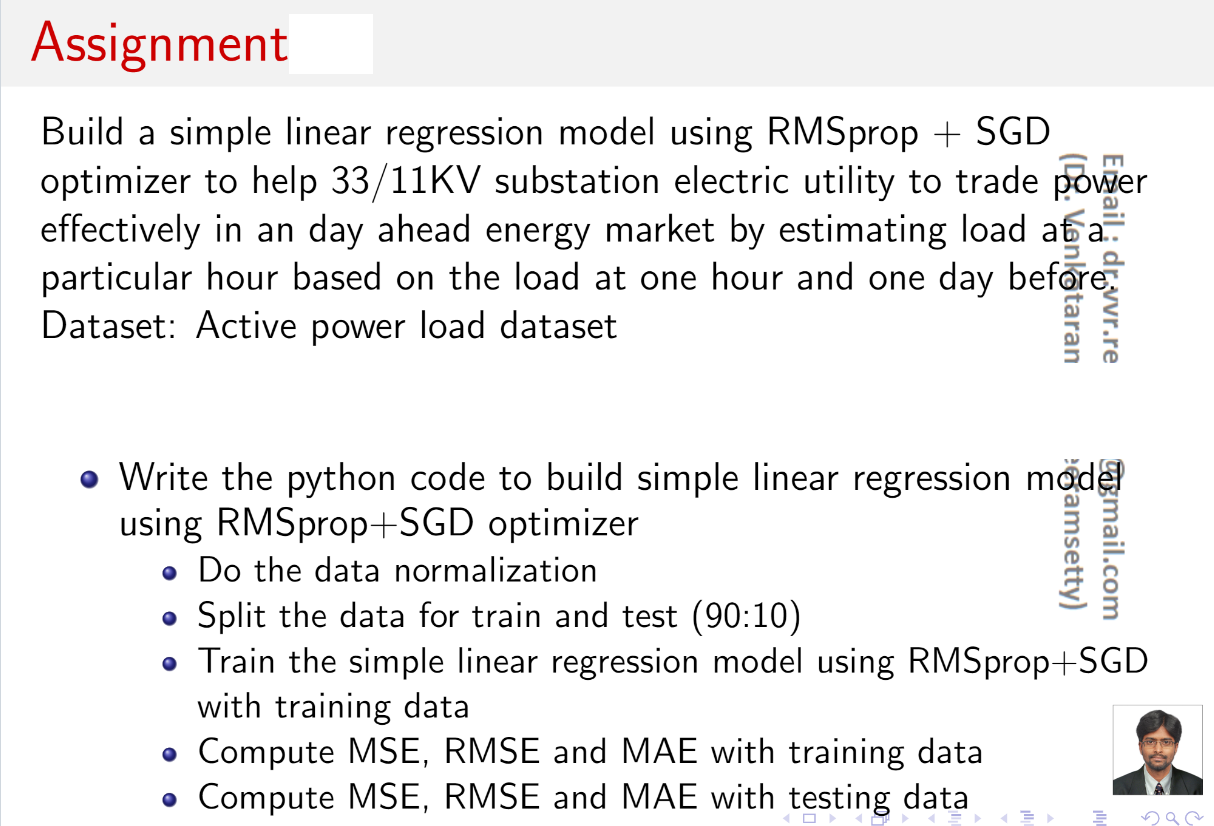 Assignment
Build a simple linear regression model using RMSprop + SGD
optimizer to help 33/11KV substation electric utility to trade power
effectively in an day ahead energy market by estimating load at a
particular hour based on the load at one hour and one day before.
Dataset: Active power load dataset
Write the python code to build simple linear regression model
using RMSprop+SGD optimizer
Do the data normalization
Split the data for train and test (90:10)
Train the simple linear regression model using RMSprop+SGD
with training data
Compute MSE, RMSE and MAE with training data
Compute MSE, RMSE and MAE with testing data
Email : dr.vvr.re
(Dr. Venkataran
@gmail.com
eeramsetty)